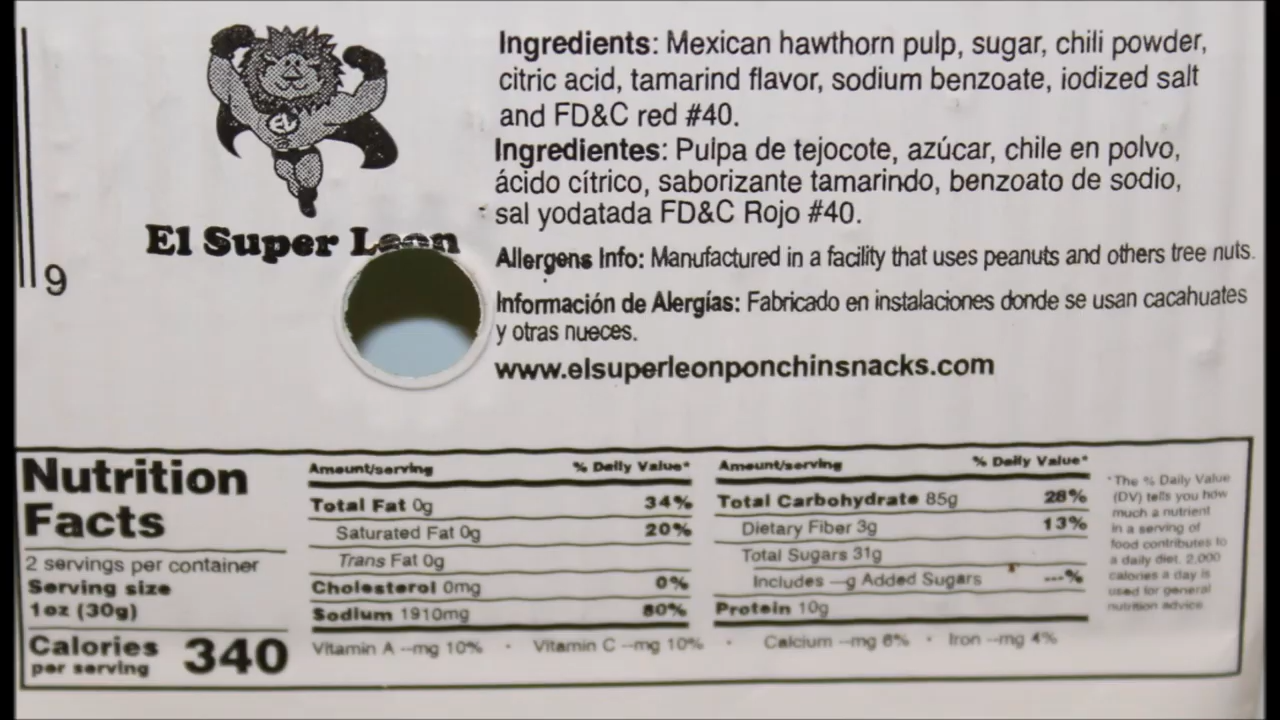 EL
El Super Leon
9
Ingredients: Mexican hawthorn pulp, sugar, chili powder,
citric acid, tamarind flavor, sodium benzoate, iodized salt
and FD&C red #40.
Ingredientes: Pulpa de tejocote, azúcar, chile en polvo,
ácido cítrico, saborizante tamarindo, benzoato de sodio,
sal yodatada FD&C Rojo #40.
Allergens Info: Manufactured in a facility that uses peanuts and others tree nuts.
Información de Alergías: Fabricado en instalaciones donde se usan cacahuates
y otras nueces.
www.elsuperleonponchinsnacks.com
Nutrition
Facts
2 servings per container
Serving size
1oz (30g)
Calories
per serving 340
Amount/serving % Daily Value*
Total Fat 0g 34%
Saturated Fat 0g 20%
Trans Fat 0g
Cholesterol 0mg 0%
Sodium 1910mg 80%
Amount/serving % Daily Value*
Total Carbohydrate 85g 28%
Dietary Fiber 3g 13%
Total Sugars 31g
Includes ---g Added Sugars ---%
Protein 10g
Vitamin A --mg 10% · Vitamin C --mg 10% · Calcium --mg 6% · Iron --mg 4%
*The % Daily Value
(DV) tells you how
much a nutrient
in a serving of
food contributes to
a daily diet. 2,000
calories a day is
used for general
nutrition advice